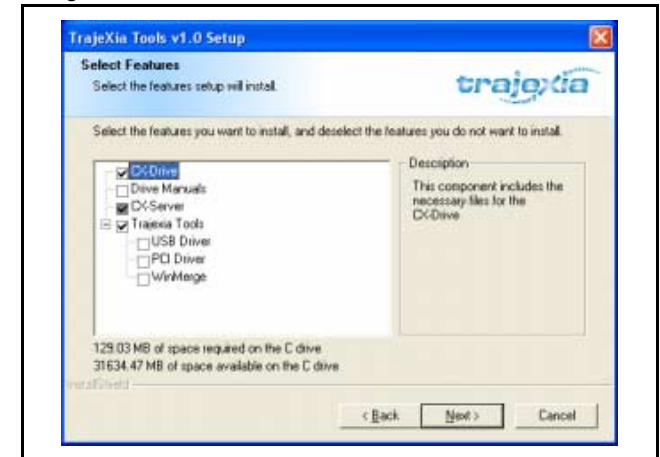 TrajeXia Tools v1.0 Setup
Select Features
Select the features setup will install.
trajexia
Select the features you want to install, and deselect the features you do not want to install.
CX-Drive
Drive Manuals
CX-Server
Trajexia Tools
USB Driver
PCI Driver
WinMerge
Description
This component includes the
necessary files for the
CX-Drive
129.03 MB of space required on the C drive
31634.47 MB of space available on the C drive
InstallShield
< Back
Next >
Cancel